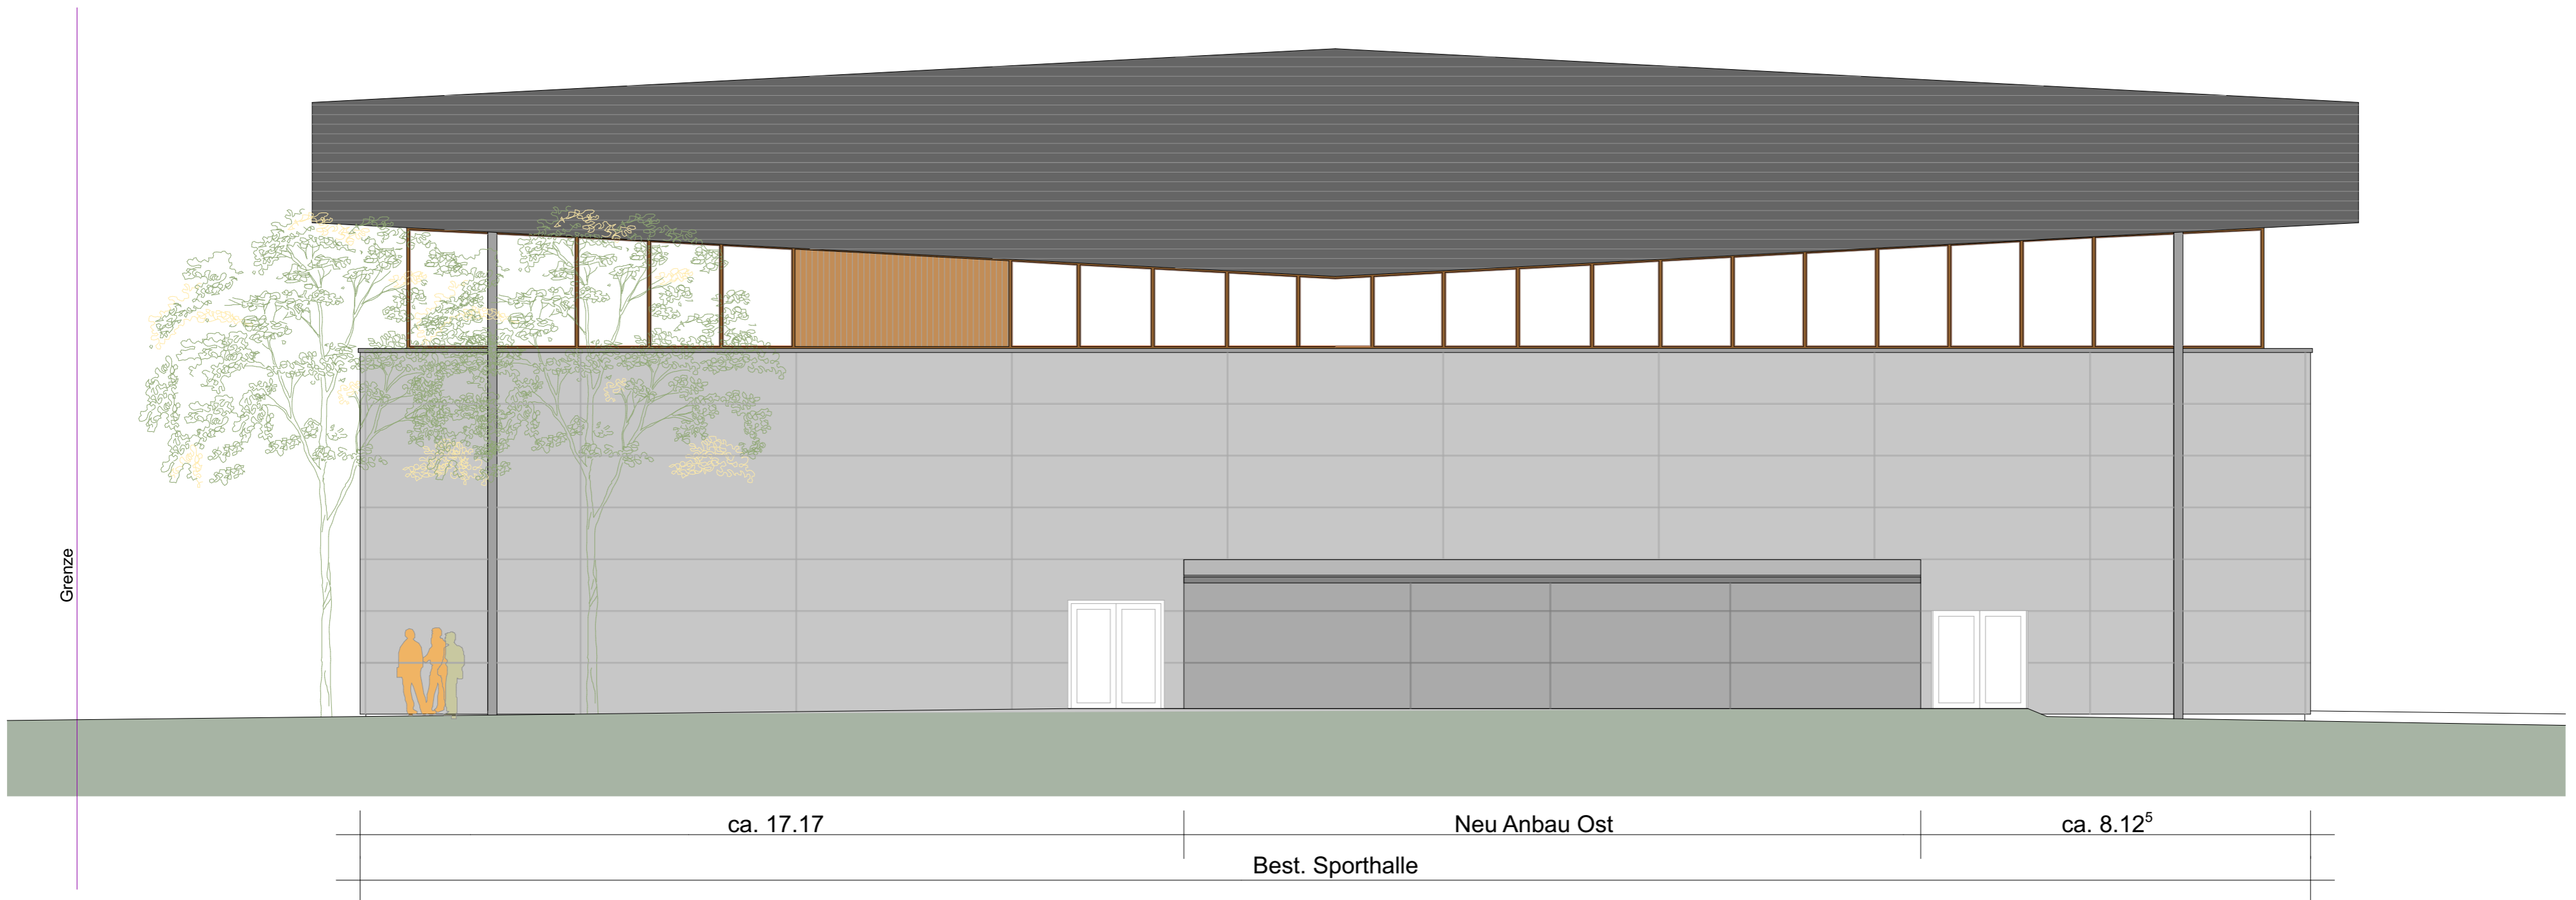 Grenze
ca. 17.17
Neu Anbau Ost
ca. 8.12⁵
Best. Sporthalle